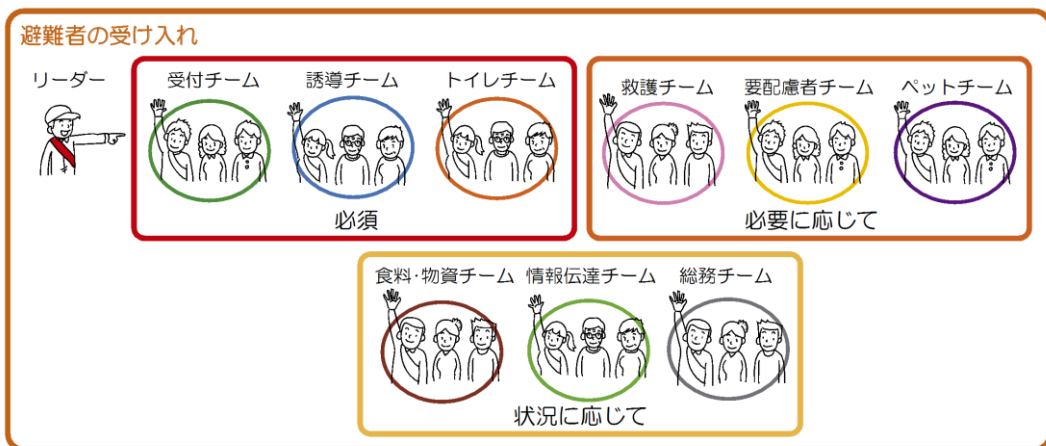 避難者の受け入れ
リーダー
受付チーム
誘導チーム
トイレチーム
必須
救護チーム
要配慮者チーム
ペットチーム
必要に応じて
食料・物資チーム
情報伝達チーム
総務チーム
状況に応じて